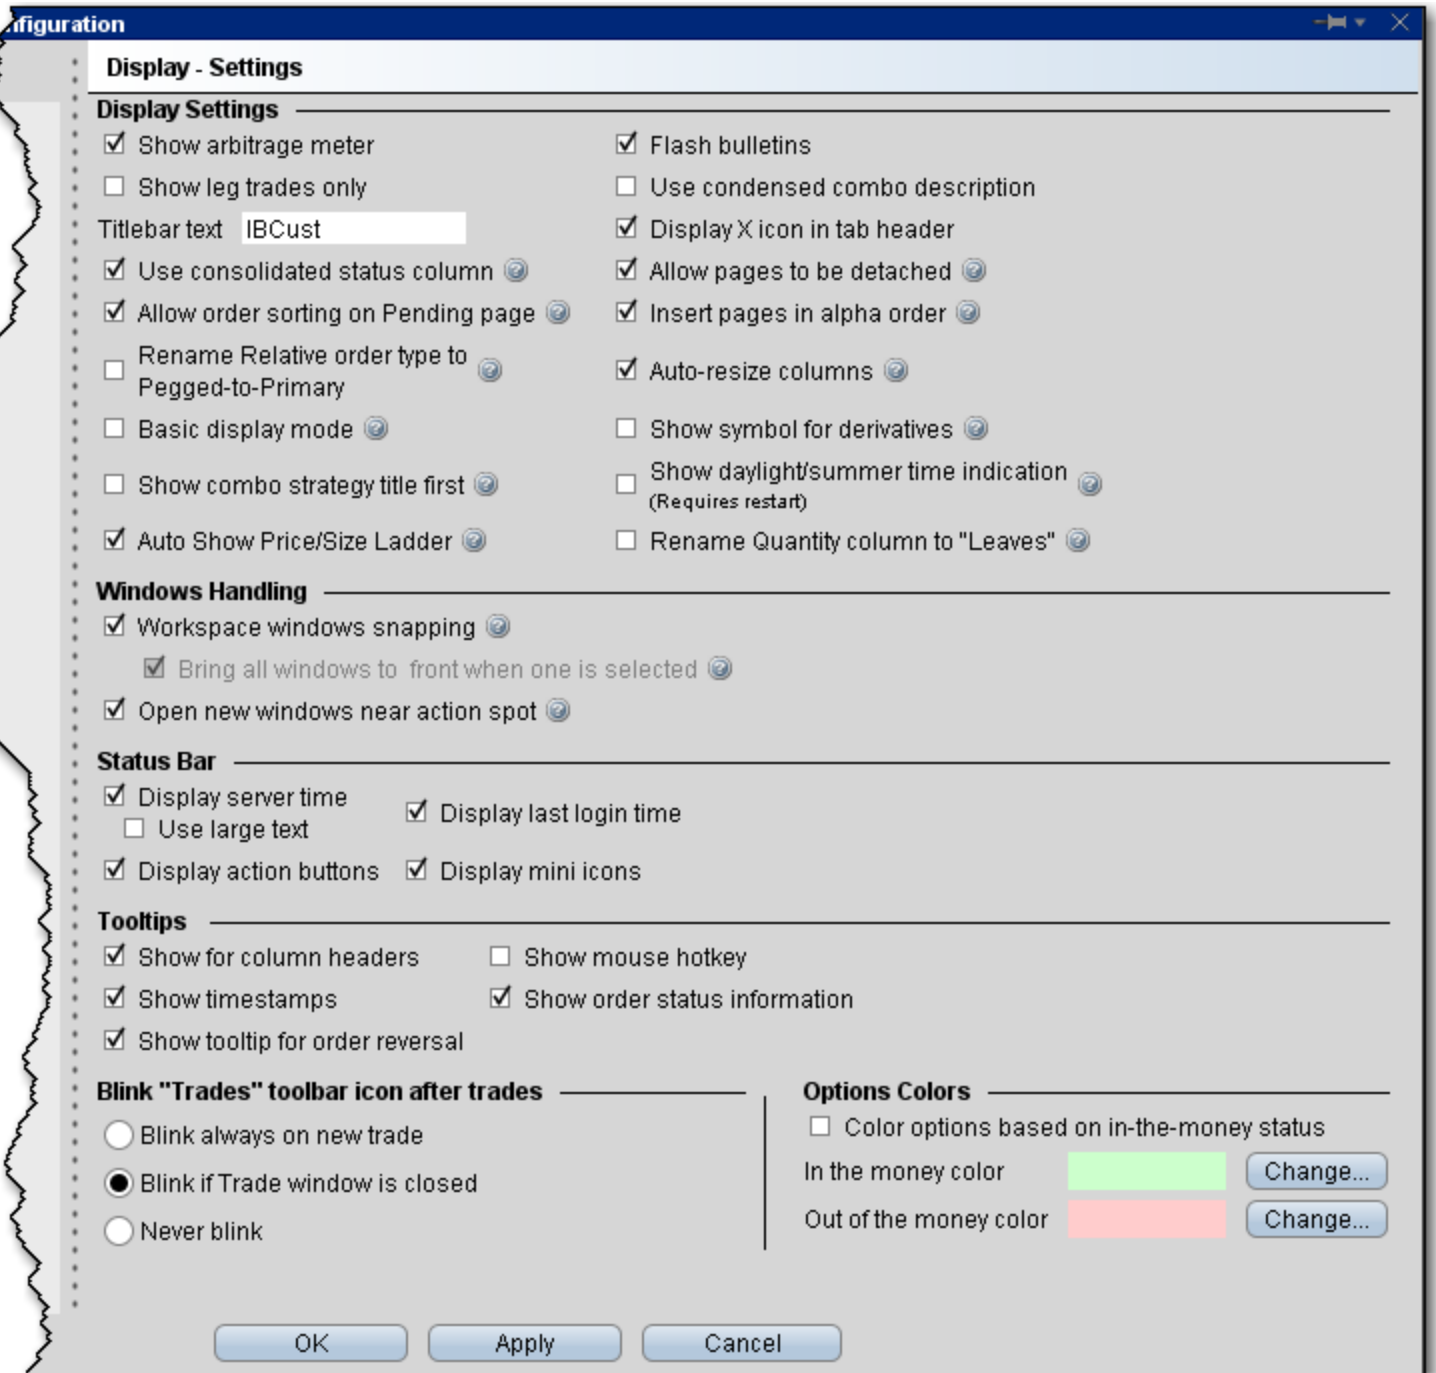 nfiguration
Display - Settings
Display Settings
Show arbitrage meter
Flash bulletins
Show leg trades only
Use condensed combo description
Titlebar text IBCust
Display X icon in tab header
Use consolidated status column
Allow pages to be detached
Allow order sorting on Pending page
Insert pages in alpha order
Rename Relative order type to
Pegged-to-Primary
Auto-resize columns
Basic display mode
Show symbol for derivatives
Show combo strategy title first
Show daylight/summer time indication
(Requires restart)
Auto Show Price/Size Ladder
Rename Quantity column to "Leaves"
Windows Handling
Workspace windows snapping
Bring all windows to front when one is selected
Open new windows near action spot
Status Bar
Display server time
Use large text
Display last login time
Display action buttons
Display mini icons
Tooltips
Show for column headers
Show mouse hotkey
Show timestamps
Show order status information
Show tooltip for order reversal
Blink "Trades" toolbar icon after trades
Blink always on new trade
Blink if Trade window is closed
Never blink
Options Colors
Color options based on in-the-money status
In the money color
Change...
Out of the money color
Change...
OK
Apply
Cancel